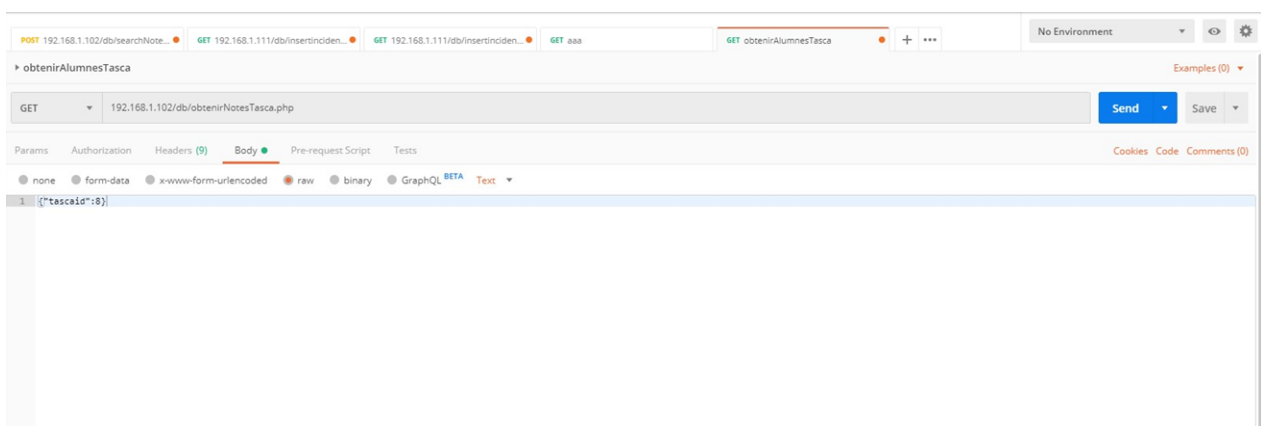 POST 192.168.1.102/db/searchNote... GET 192.168.1.111/db/insertinciden... GET 192.168.1.111/db/insertinciden... GET aaa GET obtenirAlumnesTasca + ••• No Environment
obtenirAlumnesTasca Examples (0)
GET 192.168.1.102/db/obtenirNotesTasca.php Send Save
Params Authorization Headers (9) Body Pre-request Script Tests Cookies Code Comments (0)
none form-data x-www-form-urlencoded raw binary GraphQL BETA Text
1 {"tascaid":8}